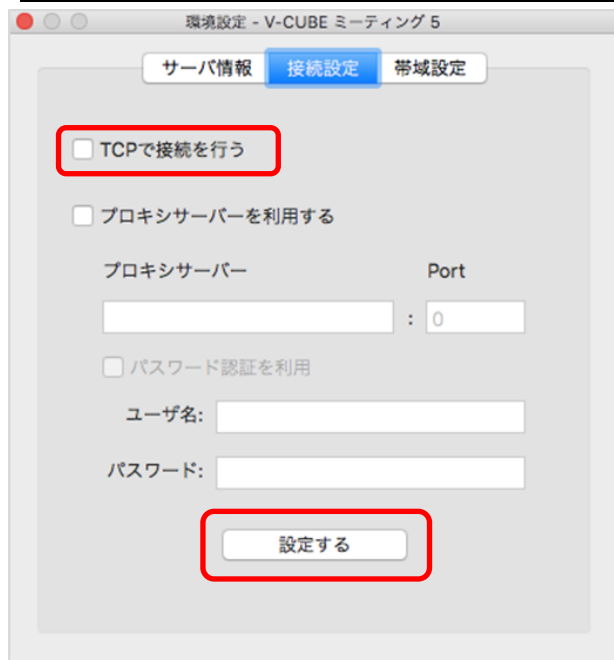 環境設定 - V-CUBE ミーティング 5
サーバ情報 接続設定 帯域設定
TCPで接続を行う
プロキシサーバーを利用する
プロキシサーバー Port
: 0
パスワード認証を利用
ユーザ名:
パスワード:
設定する